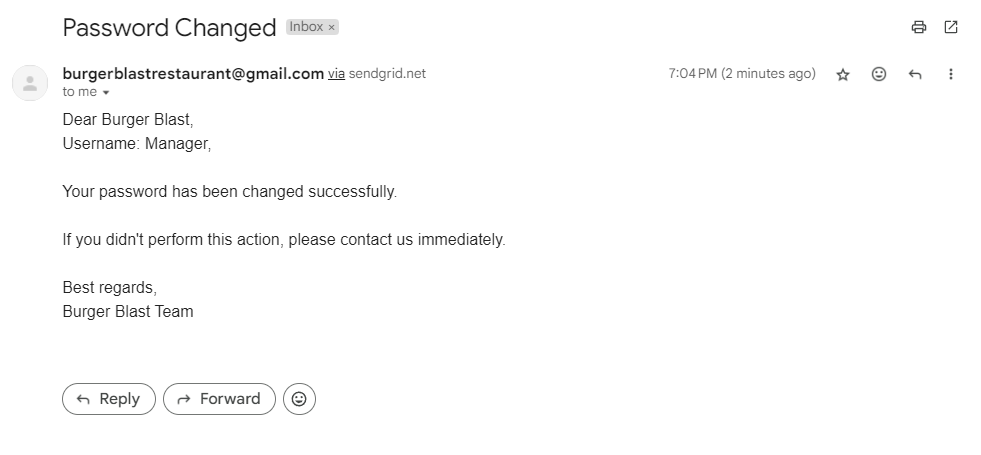 Password Changed Inbox ×
burgerblastrestaurant@gmail.com via sendgrid.net 7:04 PM (2 minutes ago)
to me
Dear Burger Blast,
Username: Manager,
Your password has been changed successfully.
If you didn't perform this action, please contact us immediately.
Best regards,
Burger Blast Team
Reply Forward